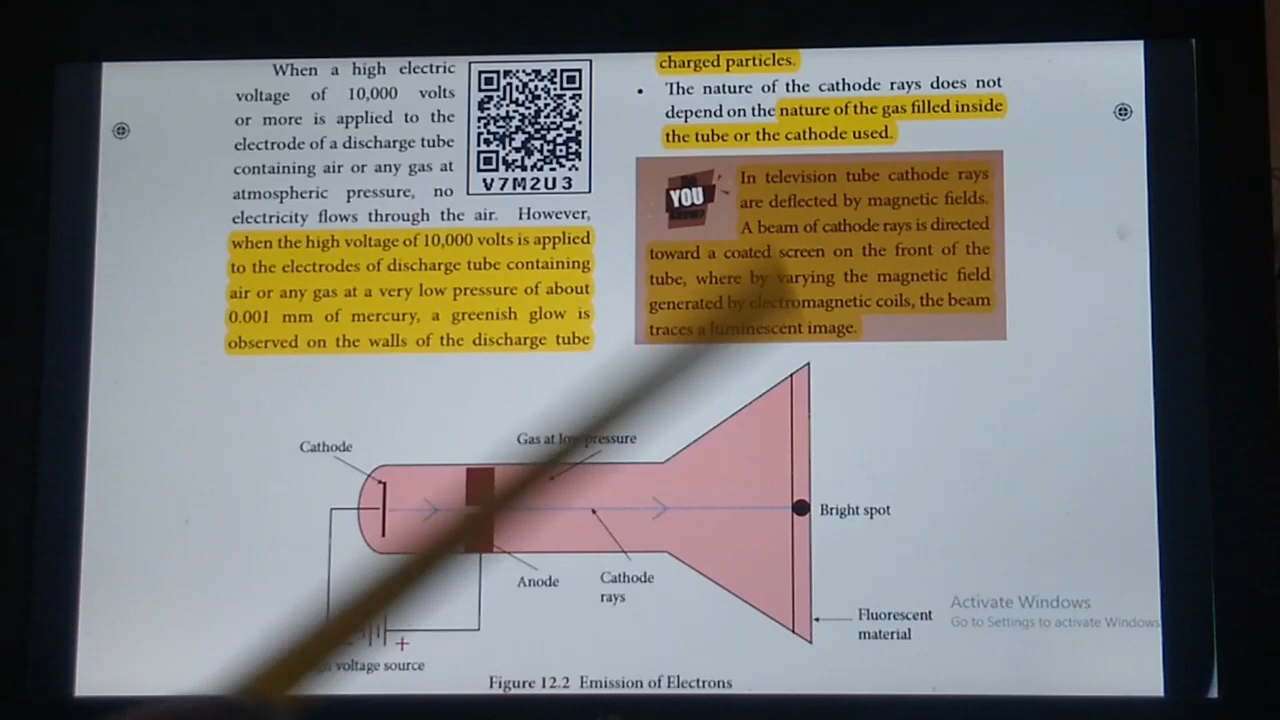 When a high electric
voltage of 10,000 volts
or more is applied to the
electrode of a discharge tube
containing air or any gas at
atmospheric pressure, no
electricity flows through the air. However,
when the high voltage of 10,000 volts is applied
to the electrodes of discharge tube containing
air or any gas at a very low pressure of about
0.001 mm of mercury, a greenish glow is
observed on the walls of the discharge tube
V7M2U3
charged particles.
• The nature of the cathode rays does not
depend on the nature of the gas filled inside
the tube or the cathode used.
YOU
In television tube cathode rays
are deflected by magnetic fields.
A beam of cathode rays is directed
toward a coated screen on the front of the
tube, where by varying the magnetic field
generated by electromagnetic coils, the beam
traces a luminescent image.
Cathode
Gas at low pressure
Bright spot
Anode
Cathode
rays
Fluorescent
material
+
voltage source
Figure 12.2 Emission of Electrons
Activate Windows
Go to Settings to activate Windows